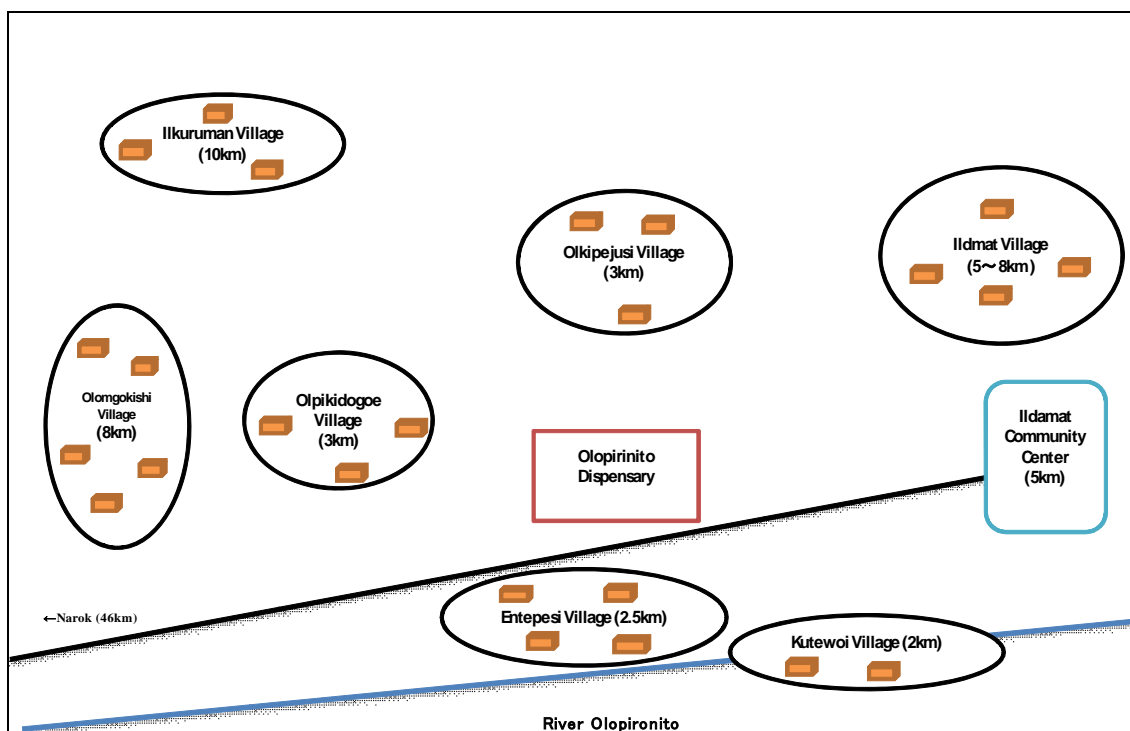 Ilkuruman Village
(10km)
Olkipejusi Village
(3km)
Ildmat Village
(5～8km)
Olomgokishi
Village
(8km)
Olpikidogoe
Village
(3km)
Olopirinito
Dispensary
Ildamat
Community
Center
(5km)
←Narok (46km)
Entepesi Village (2.5km)
Kutewoi Village (2km)
River Olopironito